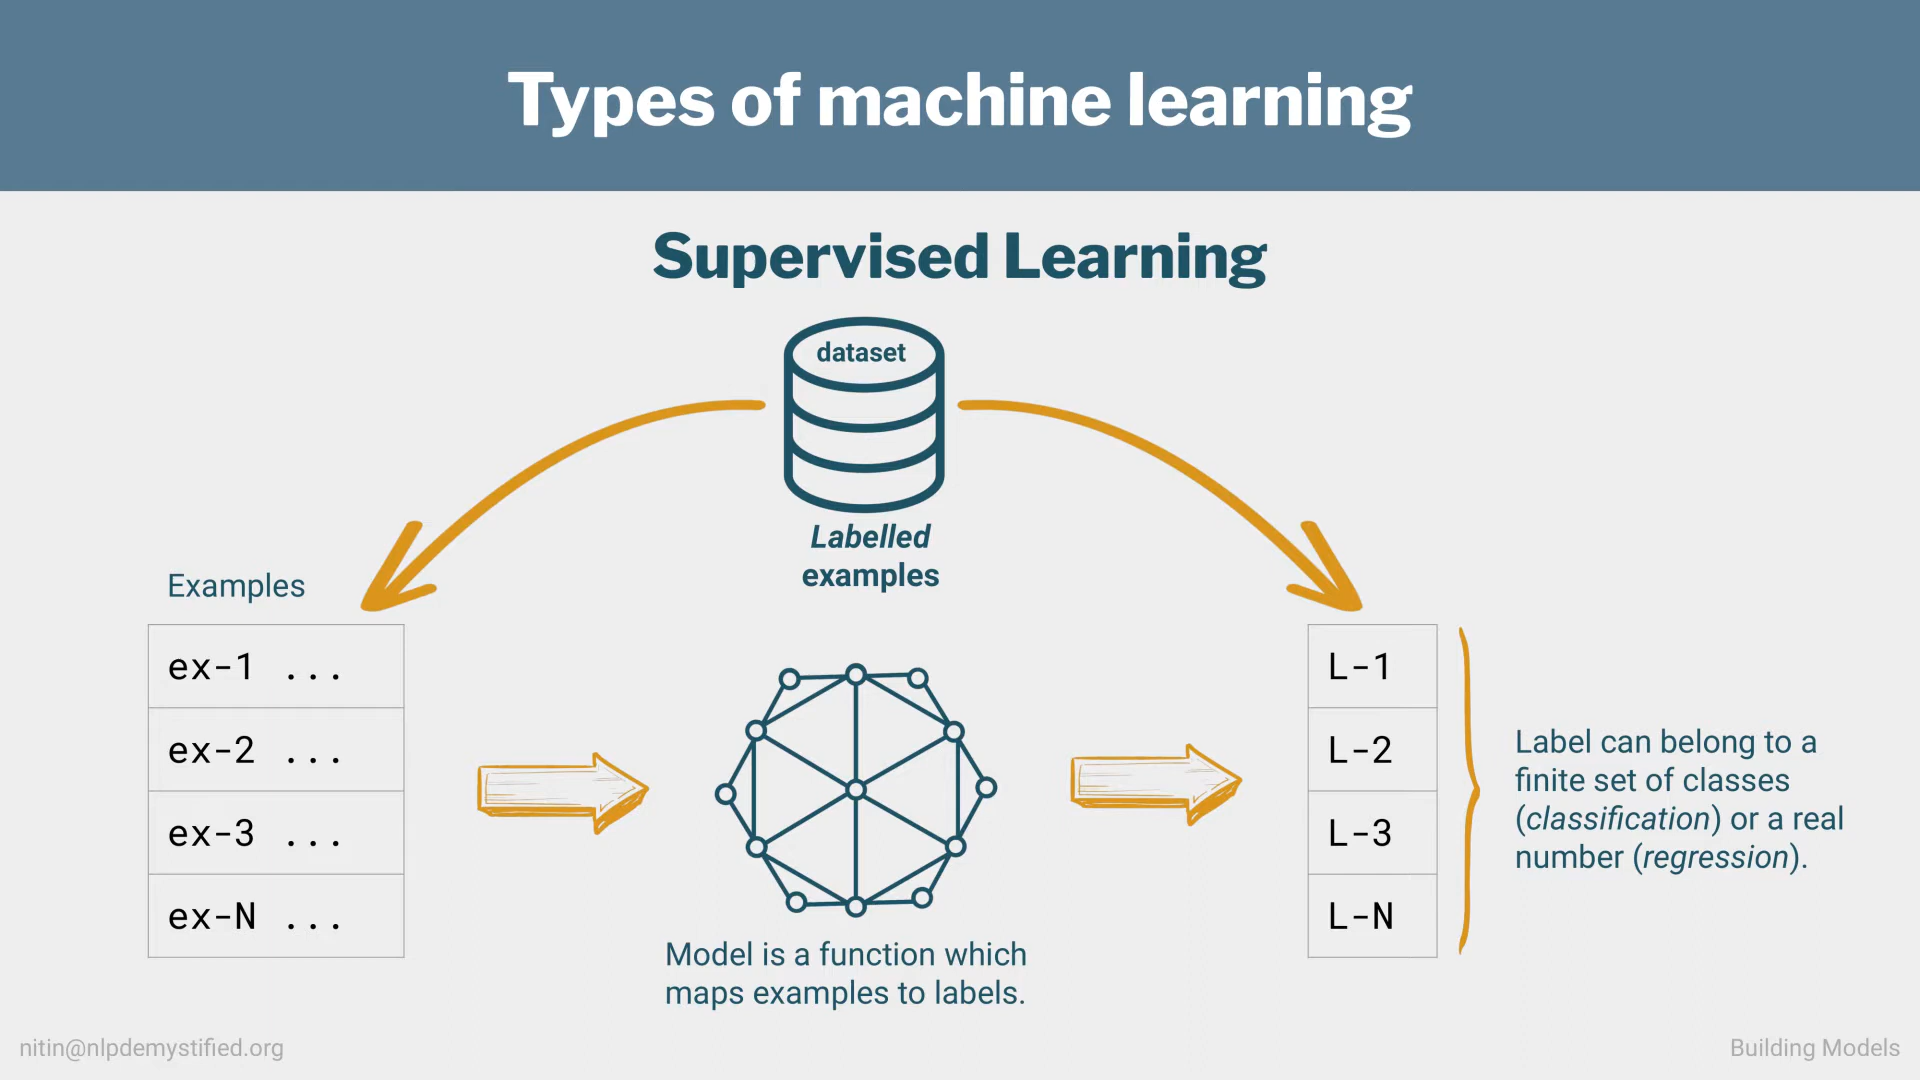 Types of machine learning
Supervised Learning
dataset
Labelled
examples
Examples
ex-1 ...
ex-2 ...
ex-3 ...
ex-N ...
Model is a function which
maps examples to labels.
L-1
L-2
L-3
L-N
Label can belong to a
finite set of classes
(classification) or a real
number (regression).
nitin@nlpdemystified.org
Building Models